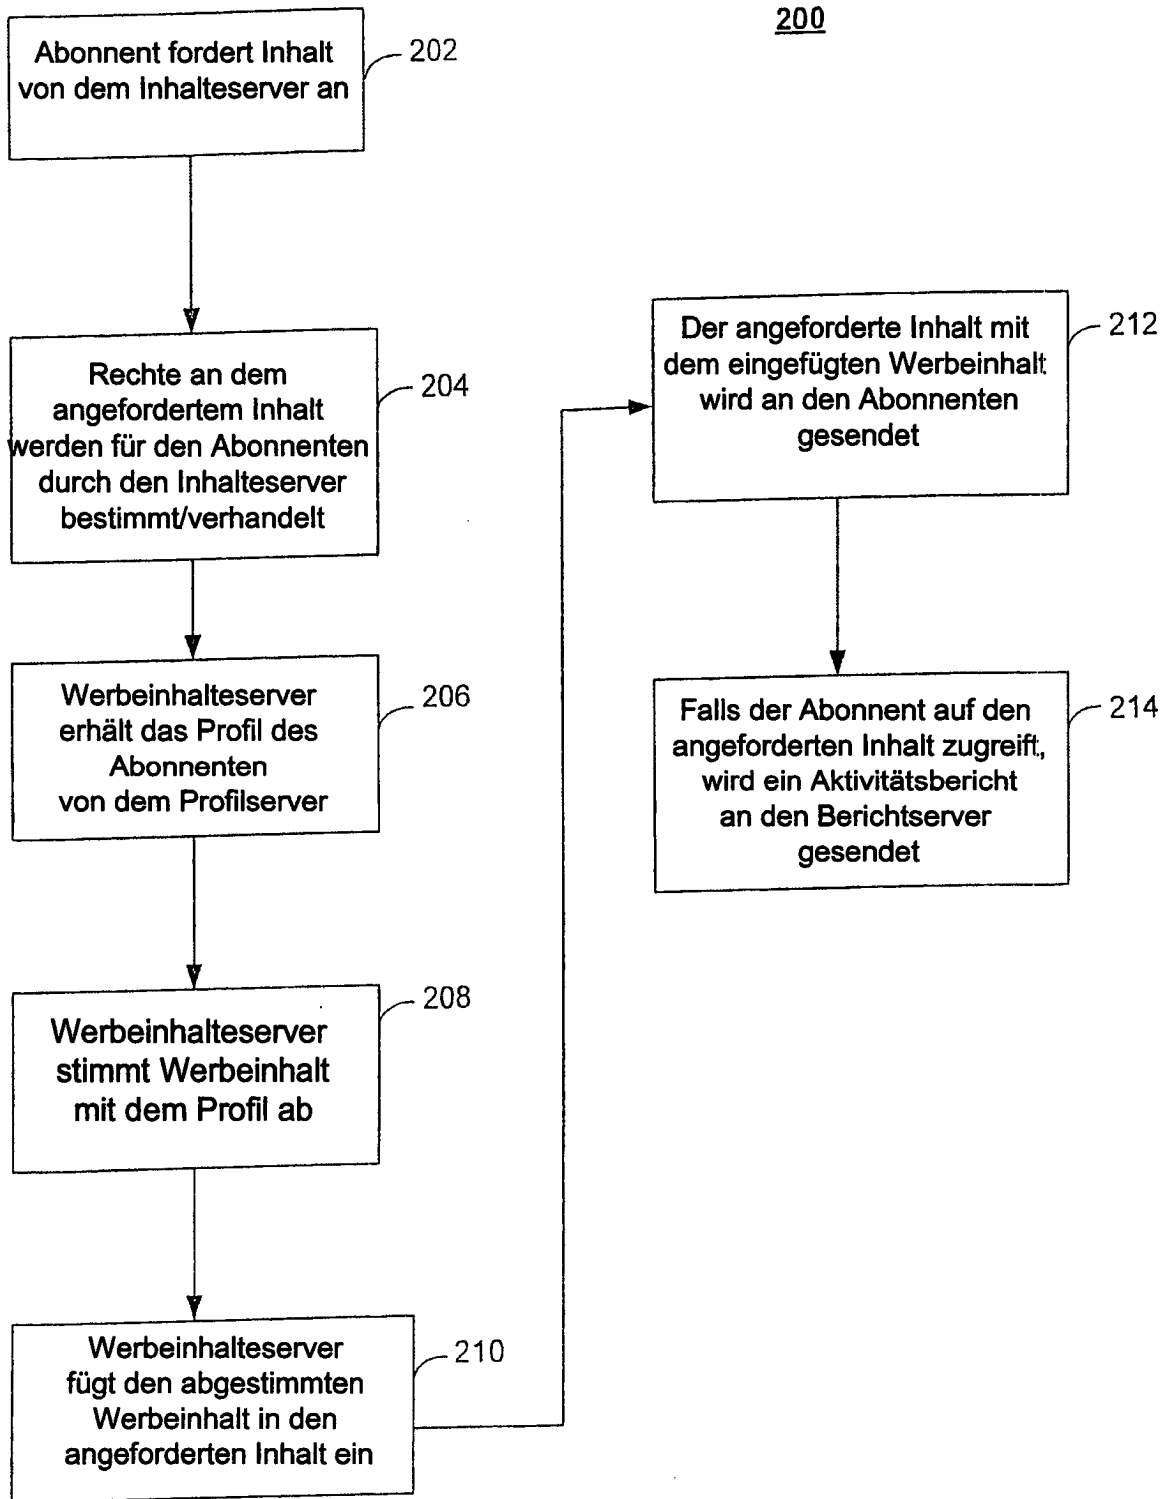 200
Abonnent fordert Inhalt
von dem Inhalteserver an
202
Rechte an dem
angefordertem Inhalt
werden für den Abonnenten
durch den Inhalteserver
bestimmt/verhandelt
204
Werbeinhalteserver
erhält das Profil des
Abonnenten
von dem Profilserver
206
Werbeinhalteserver
stimmt Werbeinhalt
mit dem Profil ab
208
Werbeinhalteserver
fügt den abgestimmten
Werbeinhalt in den
angeforderten Inhalt ein
210
Der angeforderte Inhalt mit
dem eingefügten Werbeinhalt
wird an den Abonnenten
gesendet
212
Falls der Abonnent auf den
angeforderten Inhalt zugreift,
wird ein Aktivitätsbericht
an den Berichtserver
gesendet
214